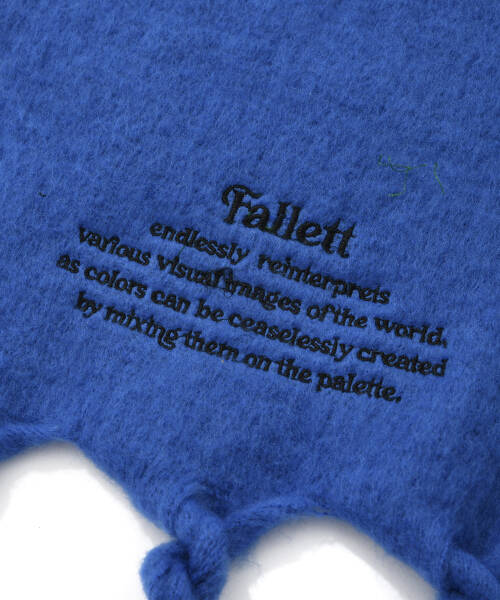 Fallett
endlessly reinterprets
various visual images of the world,
as colors can be ceaselessly created
by mixing them on the palette.